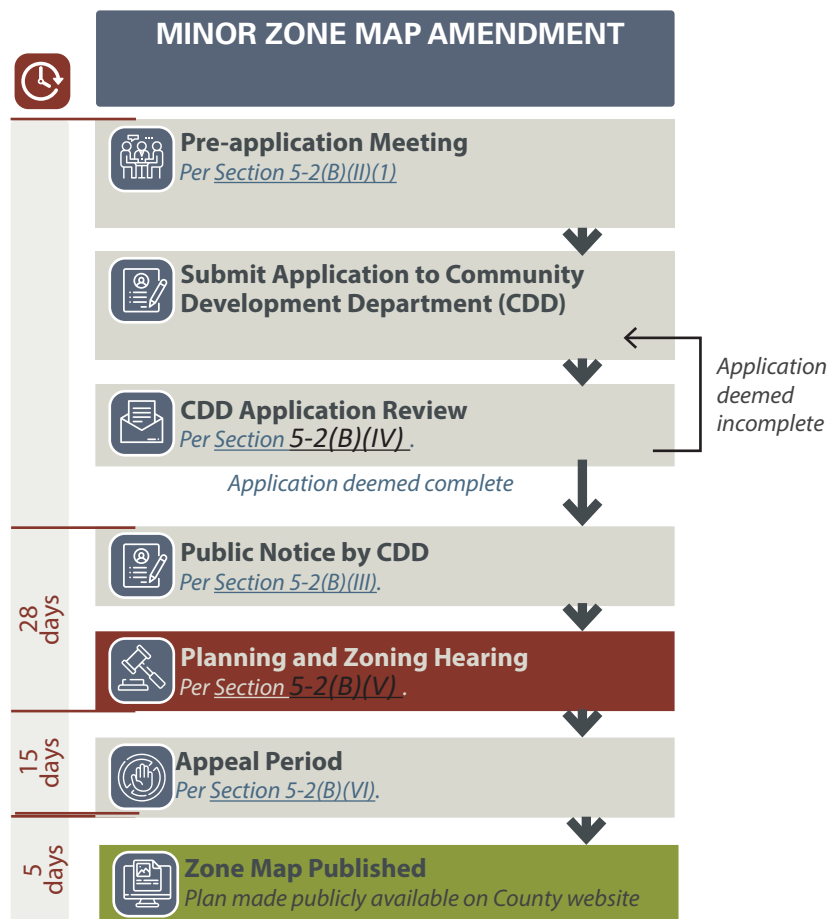 MINOR ZONE MAP AMENDMENT
Pre-application Meeting
Per Section 5-2(B)(II)(1)
Submit Application to Community
Development Department (CDD)
Application
deemed
incomplete
CDD Application Review
Per Section 5-2(B)(IV) .
Application deemed complete
28
days
Public Notice by CDD
Per Section 5-2(B)(III).
Planning and Zoning Hearing
Per Section 5-2(B)(V) .
15
days
Appeal Period
Per Section 5-2(B)(VI).
5
days
Zone Map Published
Plan made publicly available on County website